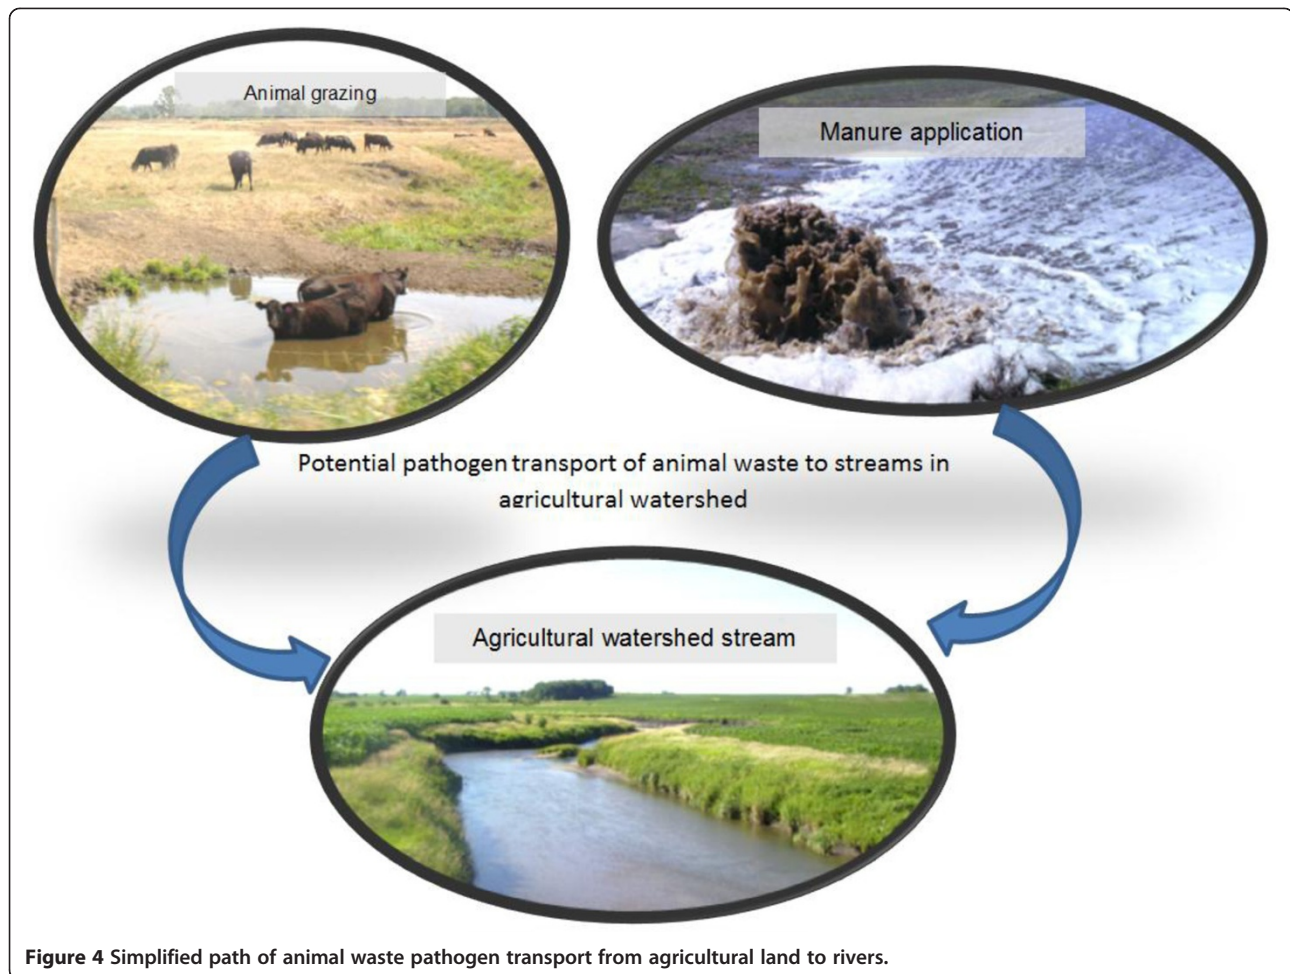 Animal grazing
Manure application
Potential pathogen transport of animal waste to streams in
agricultural watershed
Agricultural watershed stream
Figure 4 Simplified path of animal waste pathogen transport from agricultural land to rivers.